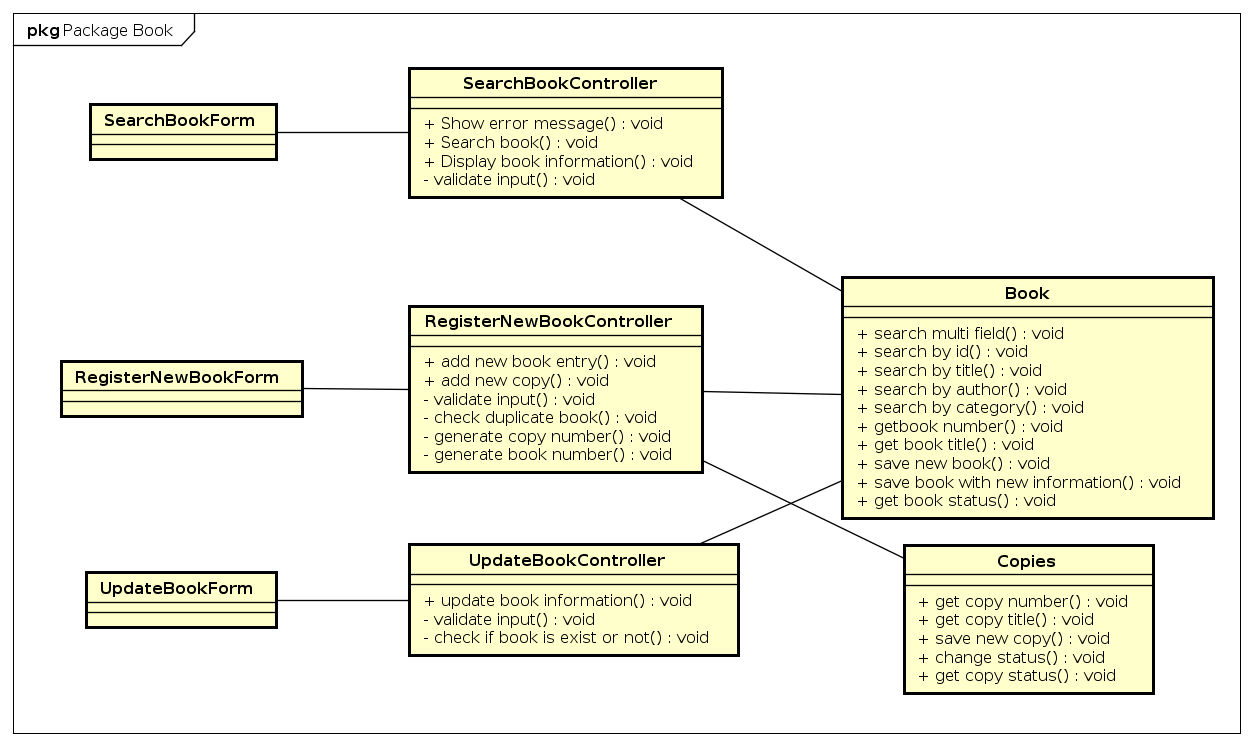 pkg Package Book
SearchBookForm
SearchBookController
+ Show error message() : void
+ Search book() : void
+ Display book information() : void
- validate input() : void
RegisterNewBookForm
RegisterNewBookController
+ add new book entry() : void
+ add new copy() : void
- validate input() : void
- check duplicate book() : void
- generate copy number() : void
- generate book number() : void
Book
+ search multi field() : void
+ search by id() : void
+ search by title() : void
+ search by author() : void
+ search by category() : void
+ getbook number() : void
+ get book title() : void
+ save new book() : void
+ save book with new information() : void
+ get book status() : void
UpdateBookForm
UpdateBookController
+ update book information() : void
- validate input() : void
- check if book is exist or not() : void
Copies
+ get copy number() : void
+ get copy title() : void
+ save new copy() : void
+ change status() : void
+ get copy status() : void